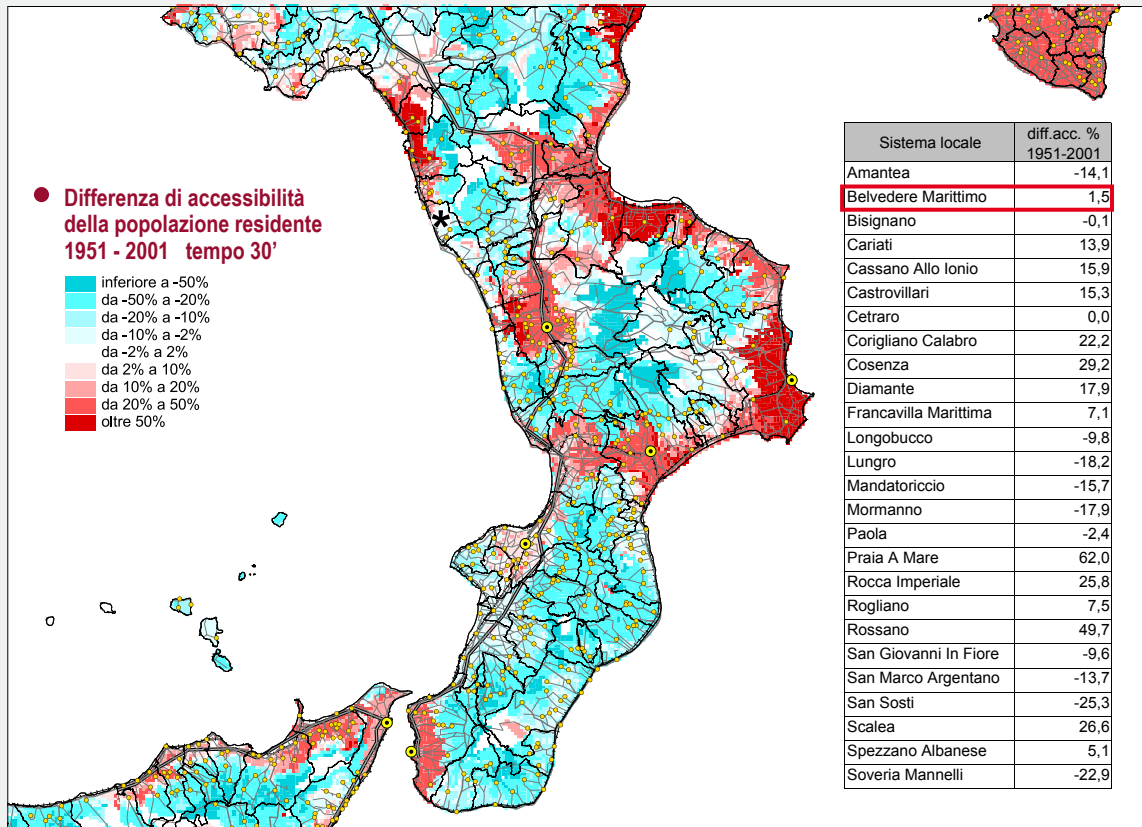 Differenza di accessibilità
della popolazione residente
1951 - 2001 tempo 30'
inferiore a -50%
da -50% a -20%
da -20% a -10%
da -10% a -2%
da -2% a 2%
da 2% a 10%
da 10% a 20%
da 20% a 50%
oltre 50%
*
Sistema locale diff.acc. % 1951-2001
Amantea -14,1
Belvedere Marittimo 1,5
Bisignano -0,1
Cariati 13,9
Cassano Allo Ionio 15,9
Castrovillari 15,3
Cetraro 0,0
Corigliano Calabro 22,2
Cosenza 29,2
Diamante 17,9
Francavilla Marittima 7,1
Longobucco -9,8
Lungro -18,2
Mandatoriccio -15,7
Mormanno -17,9
Paola -2,4
Praia A Mare 62,0
Rocca Imperiale 25,8
Rogliano 7,5
Rossano 49,7
San Giovanni In Fiore -9,6
San Marco Argentano -13,7
San Sosti -25,3
Scalea 26,6
Spezzano Albanese 5,1
Soveria Mannelli -22,9